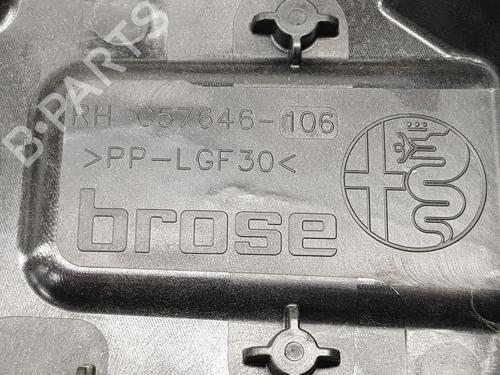 B-PARTS
RH C57646-106
>PP-LGF30<
brose